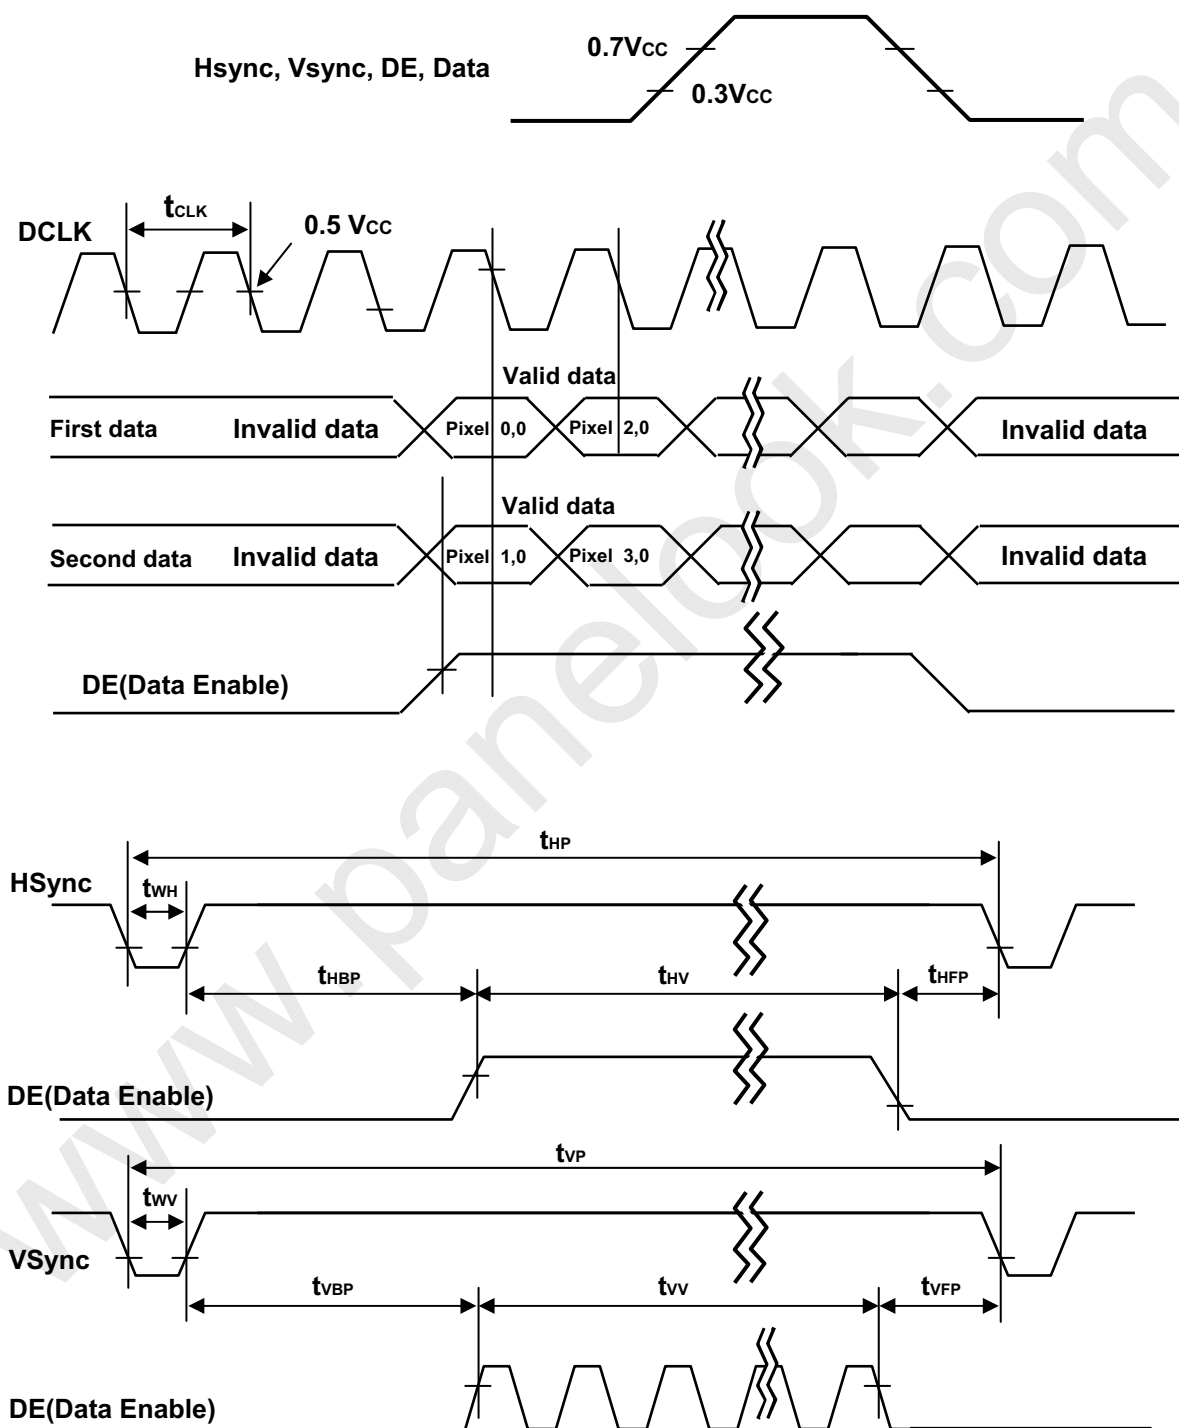 0.7VCC
Hsync, Vsync, DE, Data
0.3VCC
tCLK
0.5 VCC
DCLK
Valid data
First data Invalid data Pixel 0,0 Pixel 2,0 Invalid data
Valid data
Second data Invalid data Pixel 1,0 Pixel 3,0 Invalid data
DE(Data Enable)
tHP
HSync
tWH
tHBP tHV tHFP
DE(Data Enable)
tVP
tWV
VSync
tVBP tVV tVFP
DE(Data Enable)
www.panelook.com